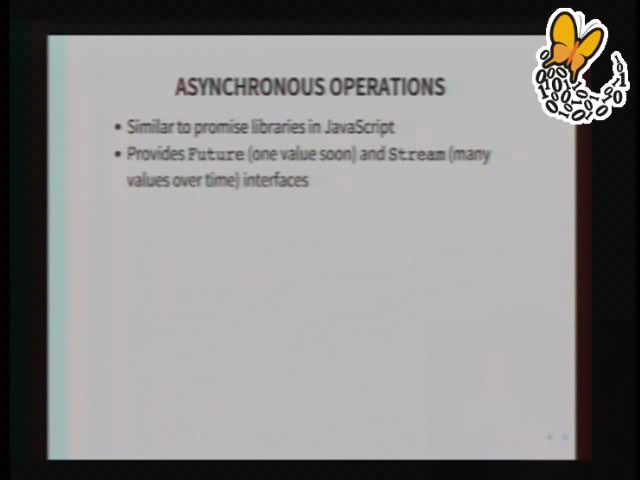 ASYNCHRONOUS OPERATIONS
• Similar to promise libraries in JavaScript
• Provides Future (one value soon) and Stream (many
values over time) interfaces